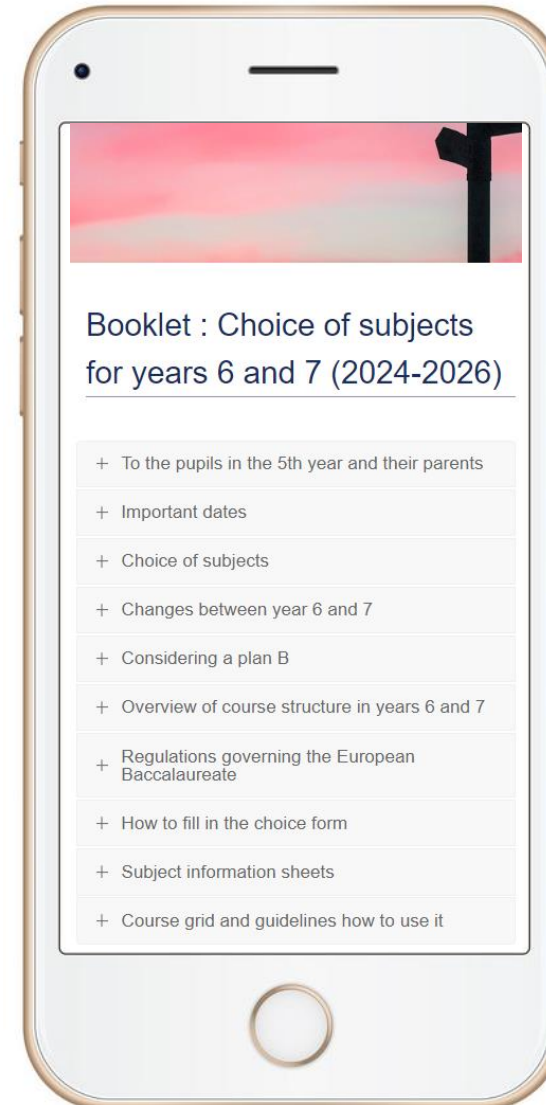 Booklet : Choice of subjects
for years 6 and 7 (2024-2026)
+ To the pupils in the 5th year and their parents
+ Important dates
+ Choice of subjects
+ Changes between year 6 and 7
+ Considering a plan B
+ Overview of course structure in years 6 and 7
+ Regulations governing the European
Baccalaureate
+ How to fill in the choice form
+ Subject information sheets
+ Course grid and guidelines how to use it